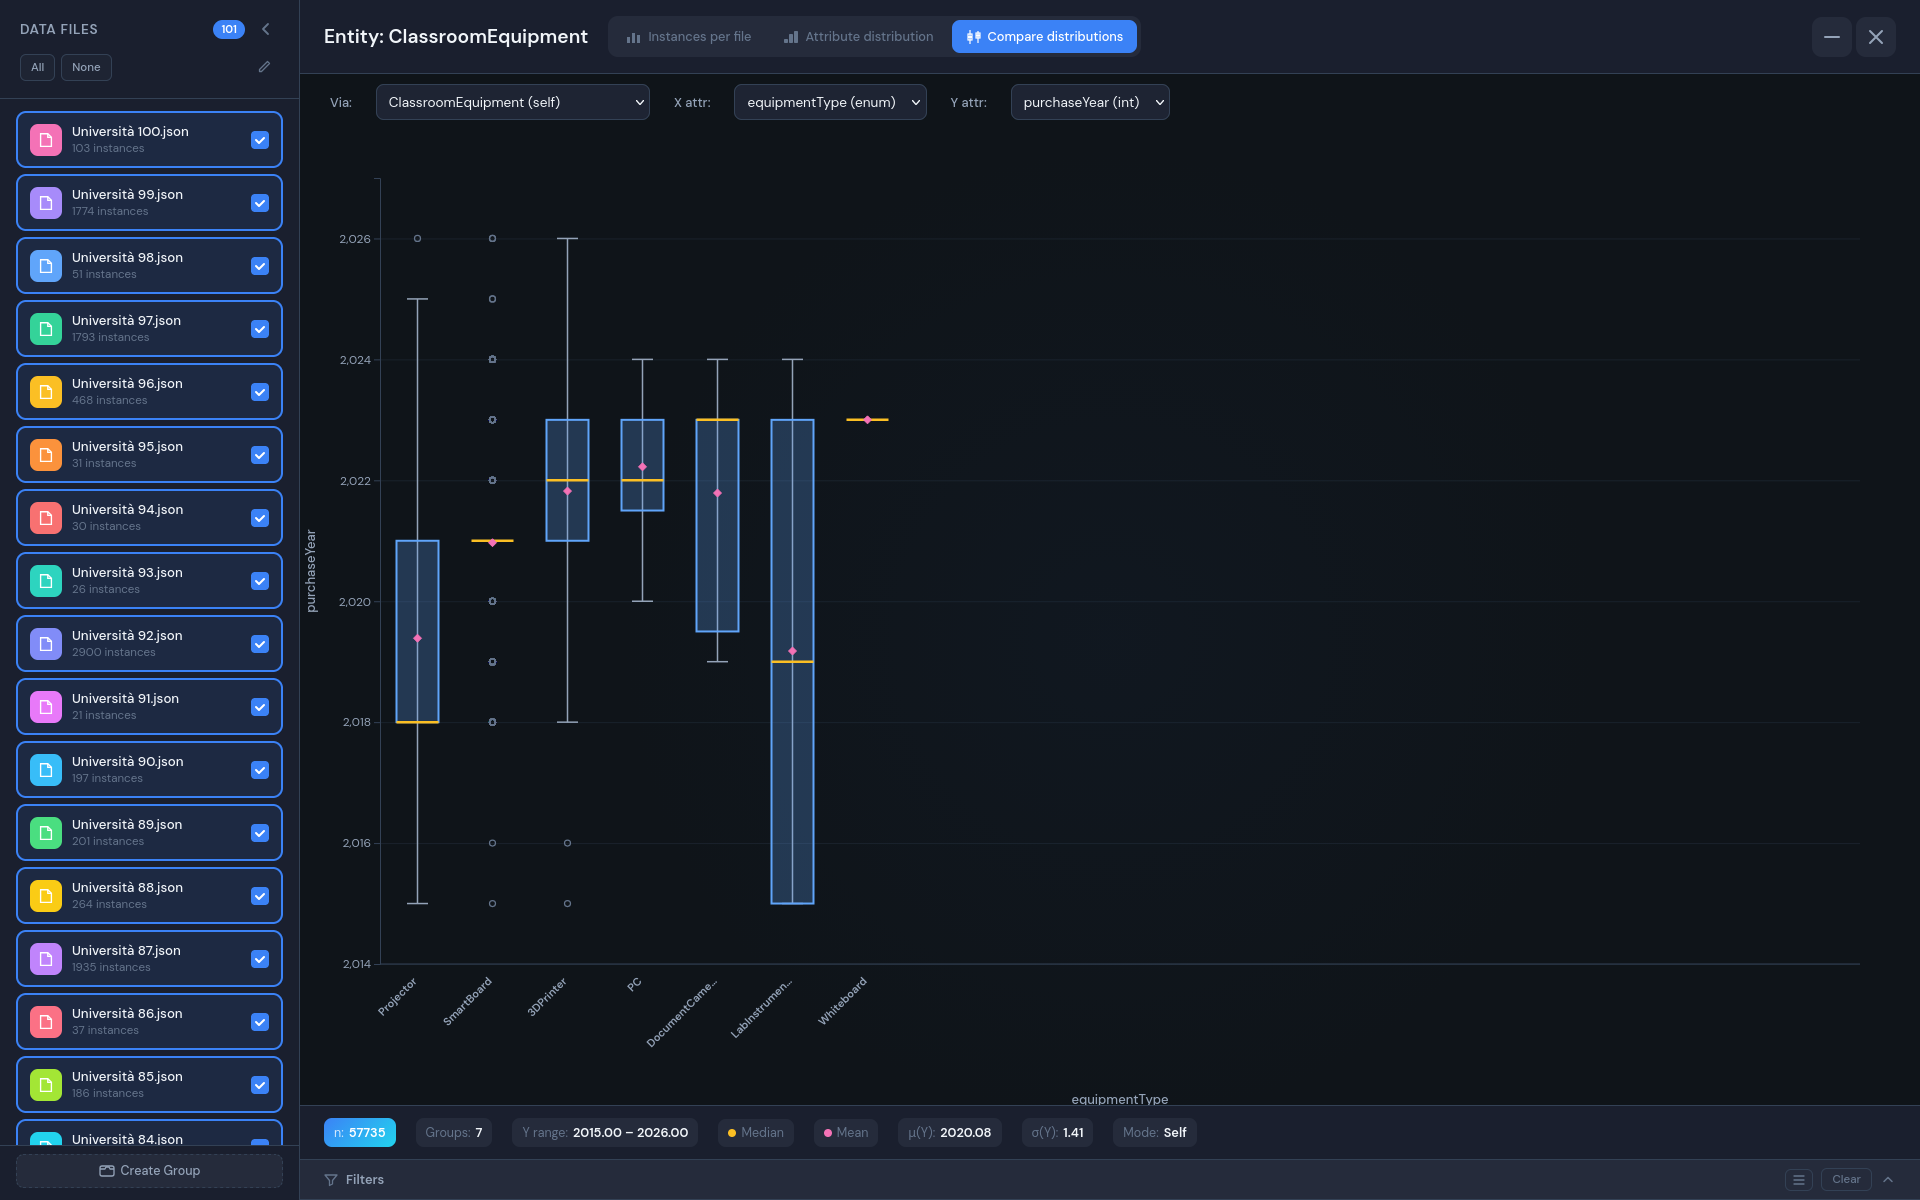 DATA FILES
101
All
None
Università 100.json
103 instances
Università 99.json
1774 instances
Università 98.json
51 instances
Università 97.json
1793 instances
Università 96.json
468 instances
Università 95.json
31 instances
Università 94.json
30 instances
Università 93.json
26 instances
Università 92.json
2900 instances
Università 91.json
21 instances
Università 90.json
197 instances
Università 89.json
201 instances
Università 88.json
264 instances
Università 87.json
1935 instances
Università 86.json
37 instances
Università 85.json
186 instances
Università 84.json
Create Group
Entity: ClassroomEquipment
Instances per file
Attribute distribution
Compare distributions
Via:
ClassroomEquipment (self)
X attr:
equipmentType (enum)
Y attr:
purchaseYear (int)
purchaseYear
2,026
2,024
2,022
2,020
2,018
2,016
2,014
Projector
SmartBoard
3DPrinter
PC
DocumentCame...
LabInstrumen...
Whiteboard
equipmentType
n: 57735
Groups: 7
Y range: 2015.00 – 2026.00
Median
Mean
μ(Y): 2020.08
σ(Y): 1.41
Mode: Self
Filters
Clear